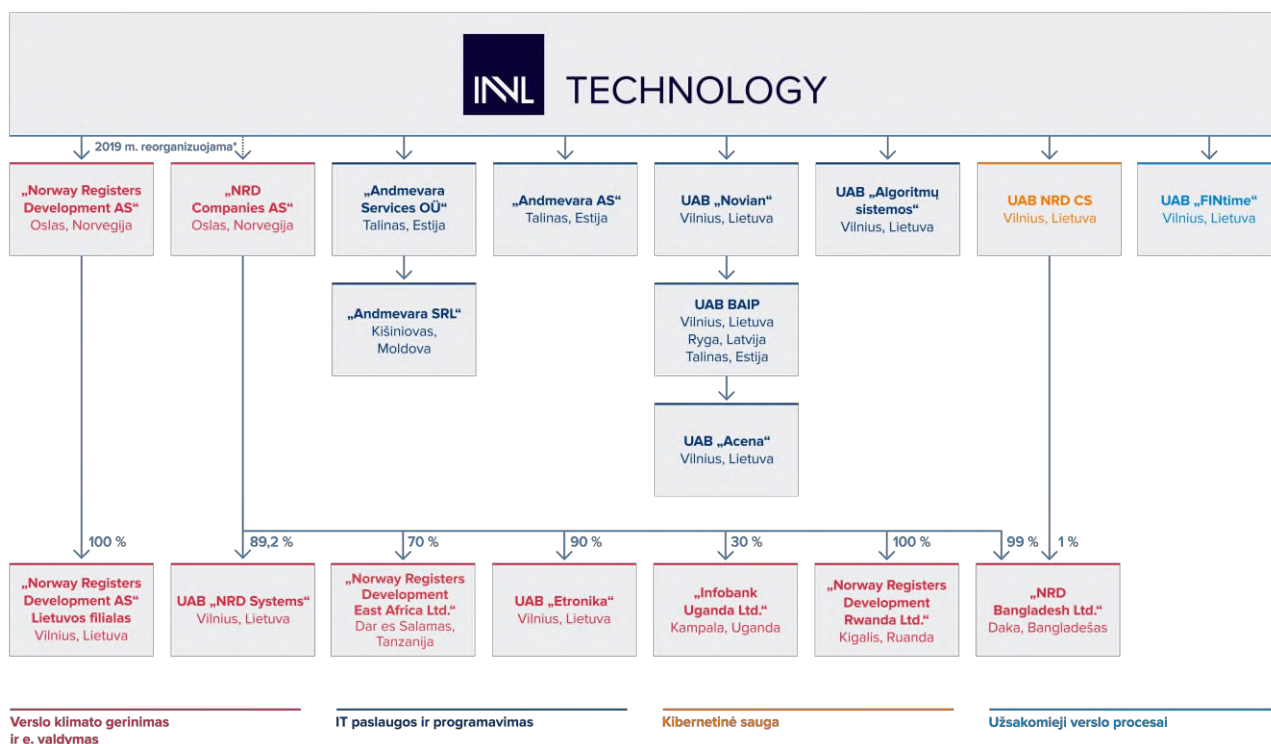 INVL TECHNOLOGY
2019 m. reorganizuojama*
„Norway Registers
Development AS“
Oslas, Norvegija
„NRD
Companies AS“
Oslas, Norvegija
„Andmevara
Services OÜ“
Talinas, Estija
„Andmevara AS“
Talinas, Estija
UAB „Novian“
Vilnius, Lietuva
UAB „Algoritmų
sistemos“
Vilnius, Lietuva
UAB NRD CS
Vilnius, Lietuva
UAB „FINtime“
Vilnius, Lietuva
„Andmevara SRL“
Kišiniovas,
Moldova
UAB BAIP
Vilnius, Lietuva
Ryga, Latvija
Talinas, Estija
UAB „Acena“
Vilnius, Lietuva
100 %
89,2 %
70 %
90 %
30 %
100 %
99 %
1 %
„Norway Registers
Development AS“
Lietuvos filialas
Vilnius, Lietuva
UAB „NRD Systems“
Vilnius, Lietuva
„Norway Registers
Development
East Africa Ltd.“
Dar es Salamas,
Tanzanija
UAB „Etronika“
Vilnius, Lietuva
„Infobank
Uganda Ltd.“
Kampala, Uganda
„Norway Registers
Development
Rwanda Ltd.“
Kigalis, Ruanda
„NRD
Bangladesh Ltd.“
Daka, Bangladešas
Verslo klimato gerinimas
ir e. valdymas
IT paslaugos ir programavimas
Kibernetinė sauga
Užsakomieji verslo procesai